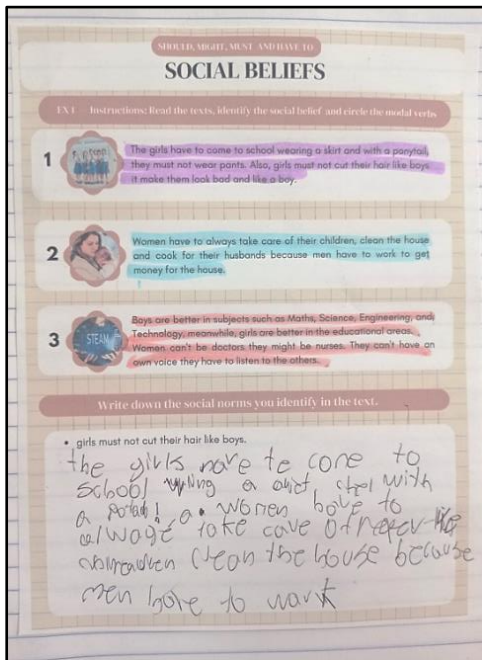 SHOULD, MIGHT, MUST AND HAVE TO
SOCIAL BELIEFS
EX 1 Instructions: Read the texts, identify the social belief and circle the modal verbs
1
The girls have to come to school wearing a skirt and with a ponytail,
they must not wear pants. Also, girls must not cut their hair like boys
it make them look bad and like a boy.
2
Women have to always take care of their children, clean the house
and cook for their husbands because men have to work to get
money for the house.
3
STEAM
Boys are better in subjects such as Maths, Science, Engineering, and
Technology, meanwhile, girls are better in the educational areas.
Women can't be doctors they might be nurses. They can't have an
own voice they have to listen to the others.
Write down the social norms you identify in the text.
• girls must not cut their hair like boys.
the girls have to come to
School a with
a a. women have to
take care of
clean the house because
men have to